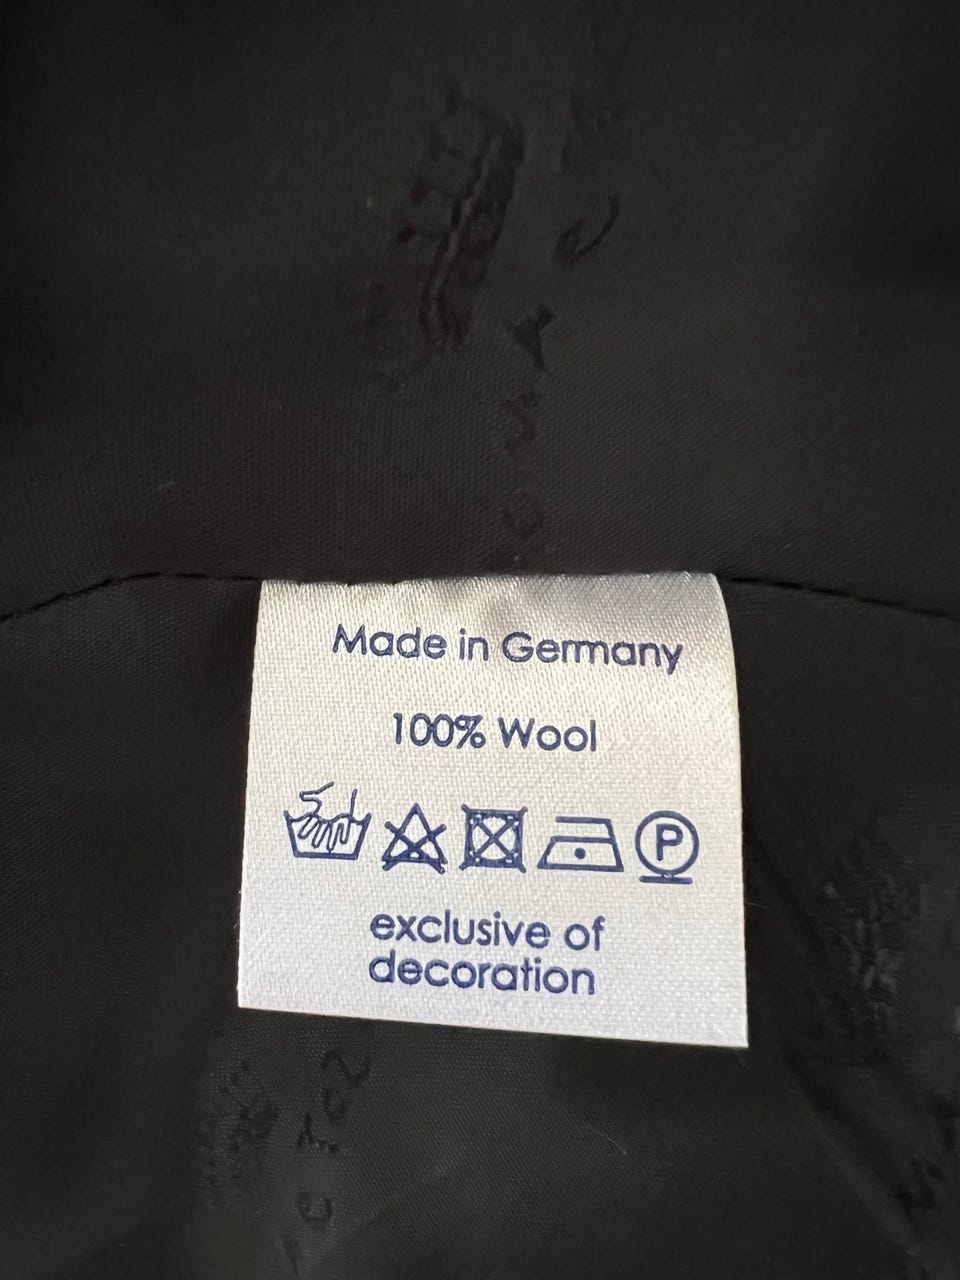 Made in Germany
100% Wool
P
exclusive of
decoration